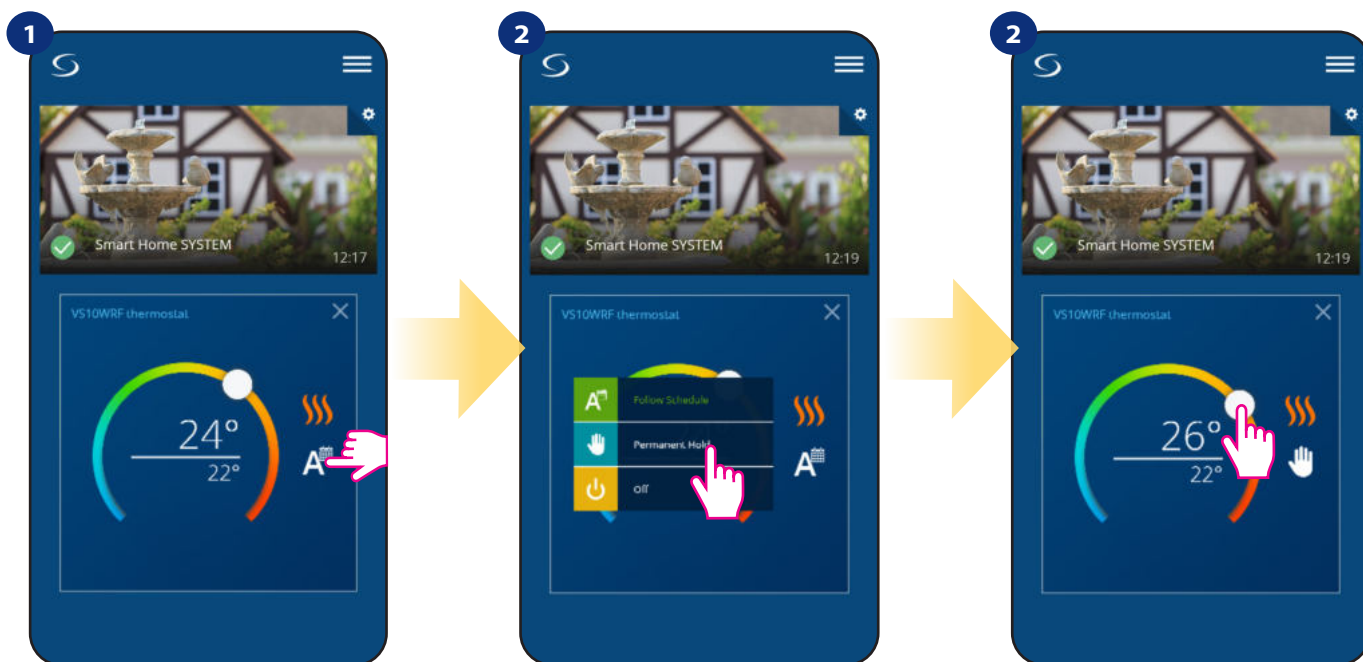 1
Smart Home SYSTEM
12:17
VS10WRF thermostat
24°
22°
A
2
Smart Home SYSTEM
12:19
VS10WRF thermostat
A Follow Schedule
Permanent Hold
Off
A
2
Smart Home SYSTEM
12:19
VS10WRF thermostat
26°
22°